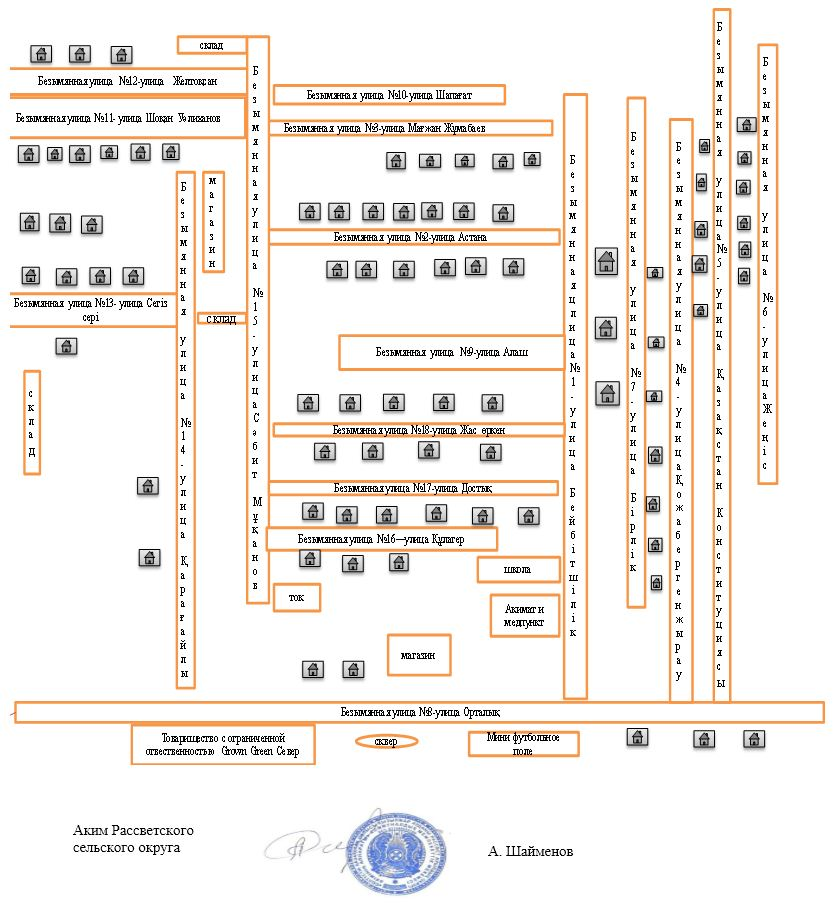 склад
Безымянная улица №12-улица Желтоқсан
Безымянная улица №10-улица Шапағат
Безымянная улица №11- улица Шоқан Уәлиханов
Безымянная улица №3-улица Мағжан Жұмабаев
магазин
Безымянная улица №2-улица Астана
Безымянная улица №13- улица Сегіз
сері
склад
Безымянная улица №9-улица Алаш
склад
Безымянная улица №18-улица Жас өркен
Безымянная улица №17-улица Достық
Безымянная улица №16—улица Құлагер
школа
ток
Акимат и
медпункт
магазин
Безымянная улица №14-улица Қарағайлы
Безымянная улица №15-улица Сәбит Мұқанов
Безымянная улица №1-улица Бейбітшілік
Безымянная улица №7-улица Бірлік
Безымянная улица №4-улица Қожаберген жырау
Безымянная улица №5-улица Қазақстан Конституциясы
Безымянная улица №6-улица Жеңіс
Безымянная улица №8-улица Орталық
Товарищество с ограниченной
отвественностью Grown Green Север
сквер
Мини футбольное
поле
Аким Рассветского
сельского округа
А. Шайменов